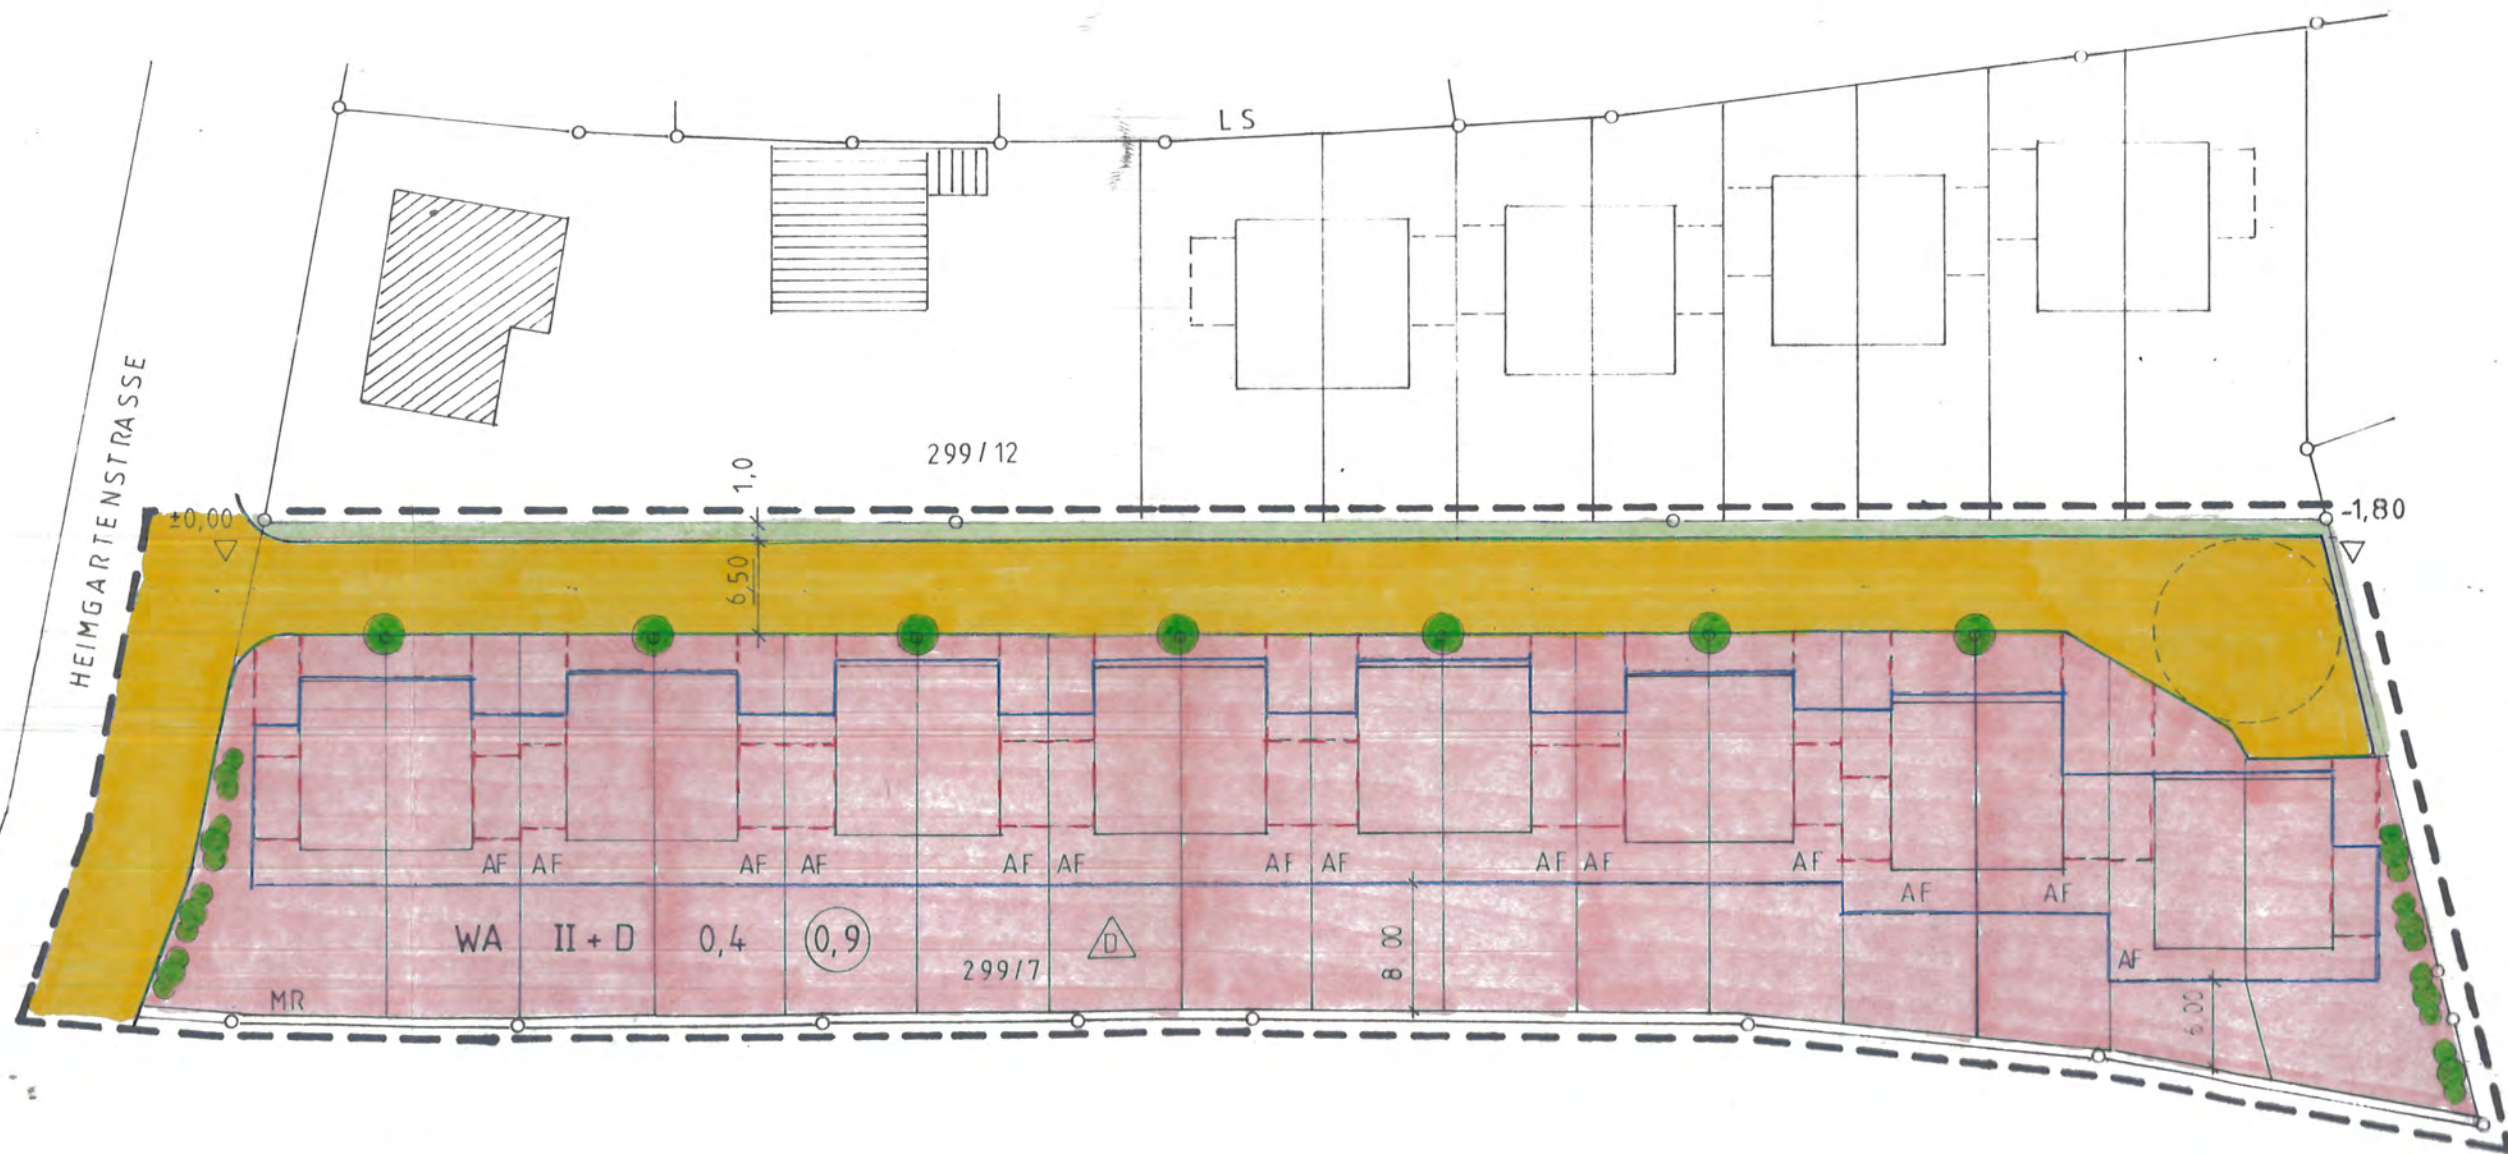 LS
HEIMGARTENSTRASSE
299/12
1,0
±0,00
-1,80
6,50
AF AF
AF AF
AF AF
AF AF
AF AF
AF
AF
AF
WA II + D 0,4 0,9
D
8 00
299/7
AF
MR
6.00